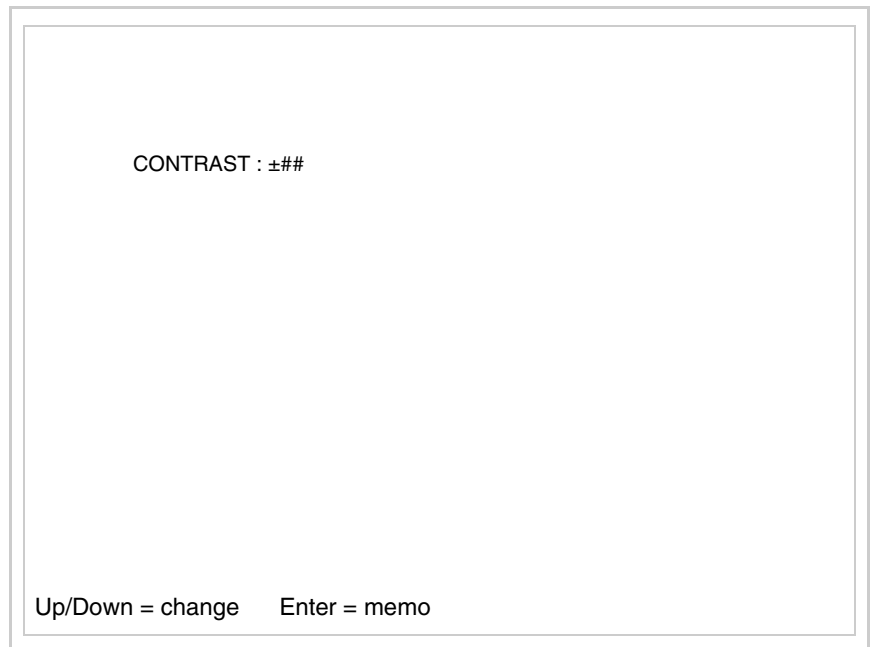 CONTRAST : ±##
Up/Down = change Enter = memo